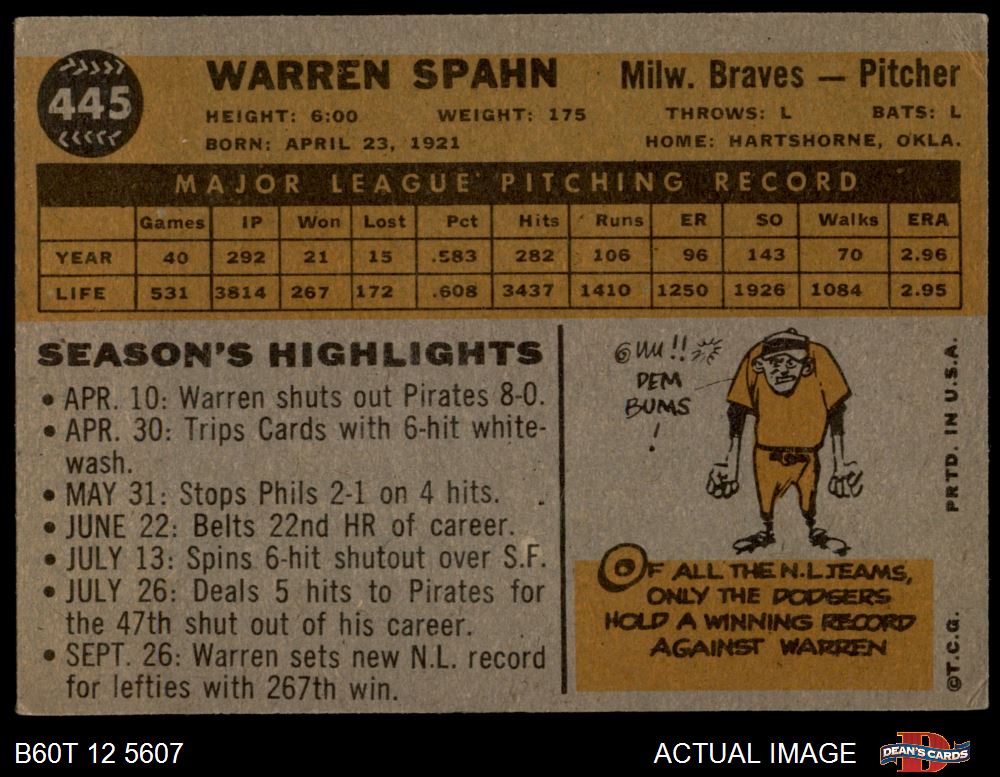 445
WARREN SPAHN
Milw. Braves — Pitcher
HEIGHT: 6:00 WEIGHT: 175 THROWS: L BATS: L
BORN: APRIL 23, 1921 HOME: HARTSHORNE, OKLA.
MAJOR LEAGUE PITCHING RECORD
Games IP Won Lost Pct Hits Runs ER SO Walks ERA
YEAR 40 292 21 15 .583 282 106 96 143 70 2.96
LIFE 531 3814 267 172 .608 3437 1410 1250 1926 1084 2.95
SEASON'S HIGHLIGHTS
• APR. 10: Warren shuts out Pirates 8-0.
• APR. 30: Trips Cards with 6-hit white-
wash.
• MAY 31: Stops Phils 2-1 on 4 hits.
• JUNE 22: Belts 22nd HR of career.
• JULY 13: Spins 6-hit shutout over S.F.
• JULY 26: Deals 5 hits to Pirates for
the 47th shut out of his career.
• SEPT. 26: Warren sets new N.L. record
for lefties with 267th win.
DEM
BUMS
!
OF ALL THE N.L. TEAMS,
ONLY THE DODGERS
HOLD A WINNING RECORD
AGAINST WARREN
PRTD. IN U.S.A.
©T.C.G.
B60T 12 5607
ACTUAL IMAGE
DEAN'S CARDS